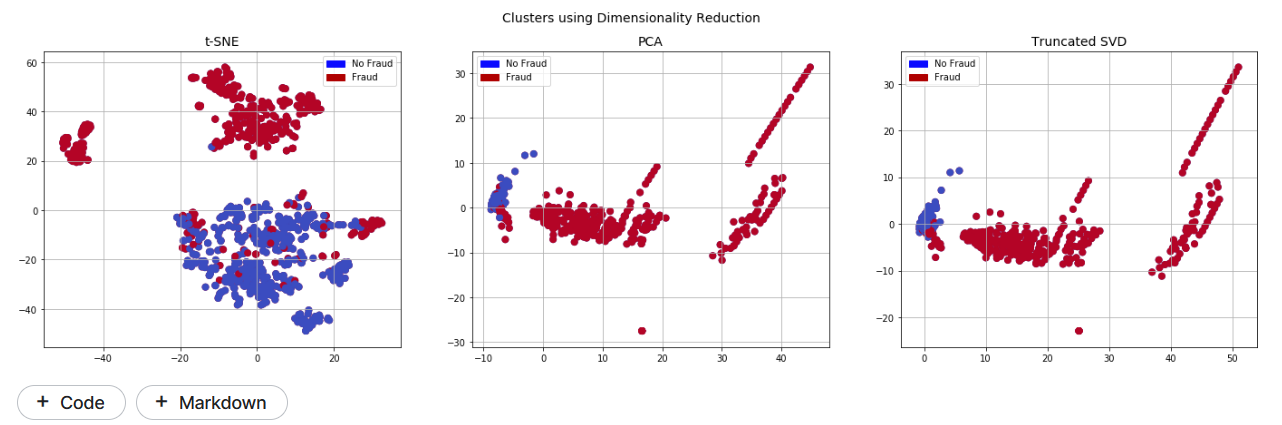 Clusters using Dimensionality Reduction
t-SNE
No Fraud
Fraud
60
40
20
0
−20
−40
−40
−20
0
20
PCA
No Fraud
Fraud
30
20
10
0
−10
−20
−30
−10
0
10
20
30
40
Truncated SVD
No Fraud
Fraud
30
20
10
0
−10
−20
0
10
20
30
40
50
+ Code
+ Markdown